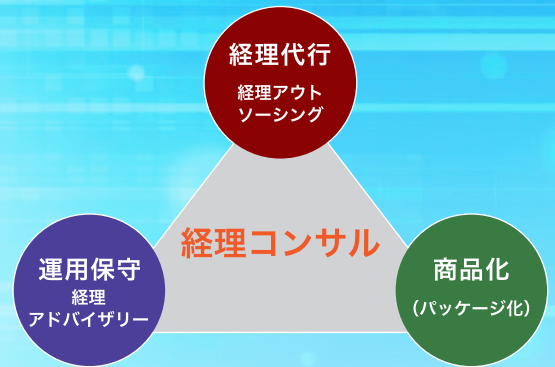 経理代行
経理アウト
ソーシング
経理コンサル
運用保守
経理
アドバイザリー
商品化
（パッケージ化）